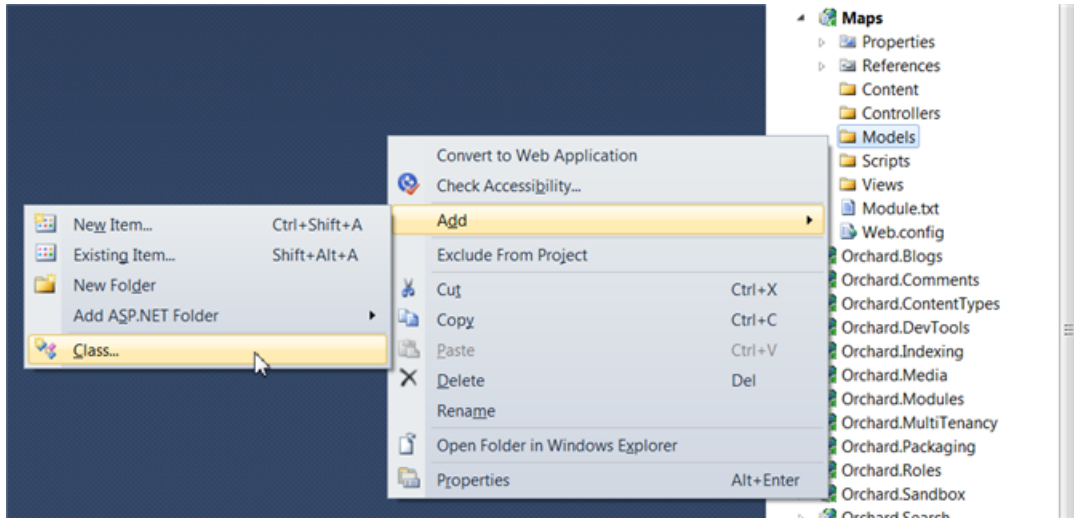 Maps
Properties
References
Content
Controllers
Models
Scripts
Views
Module.txt
Web.config
Orchard.Blogs
Orchard.Comments
Orchard.ContentTypes
Orchard.DevTools
Orchard.Indexing
Orchard.Media
Orchard.Modules
Orchard.MultiTenancy
Orchard.Packaging
Orchard.Roles
Orchard.Sandbox
Orchard.Search
Convert to Web Application
Check Accessibility...
Add
Exclude From Project
Cut Ctrl+X
Copy Ctrl+C
Paste Ctrl+V
Delete Del
Rename
Open Folder in Windows Explorer
Properties Alt+Enter
New Item... Ctrl+Shift+A
Existing Item... Shift+Alt+A
New Folder
Add ASP.NET Folder
Class...